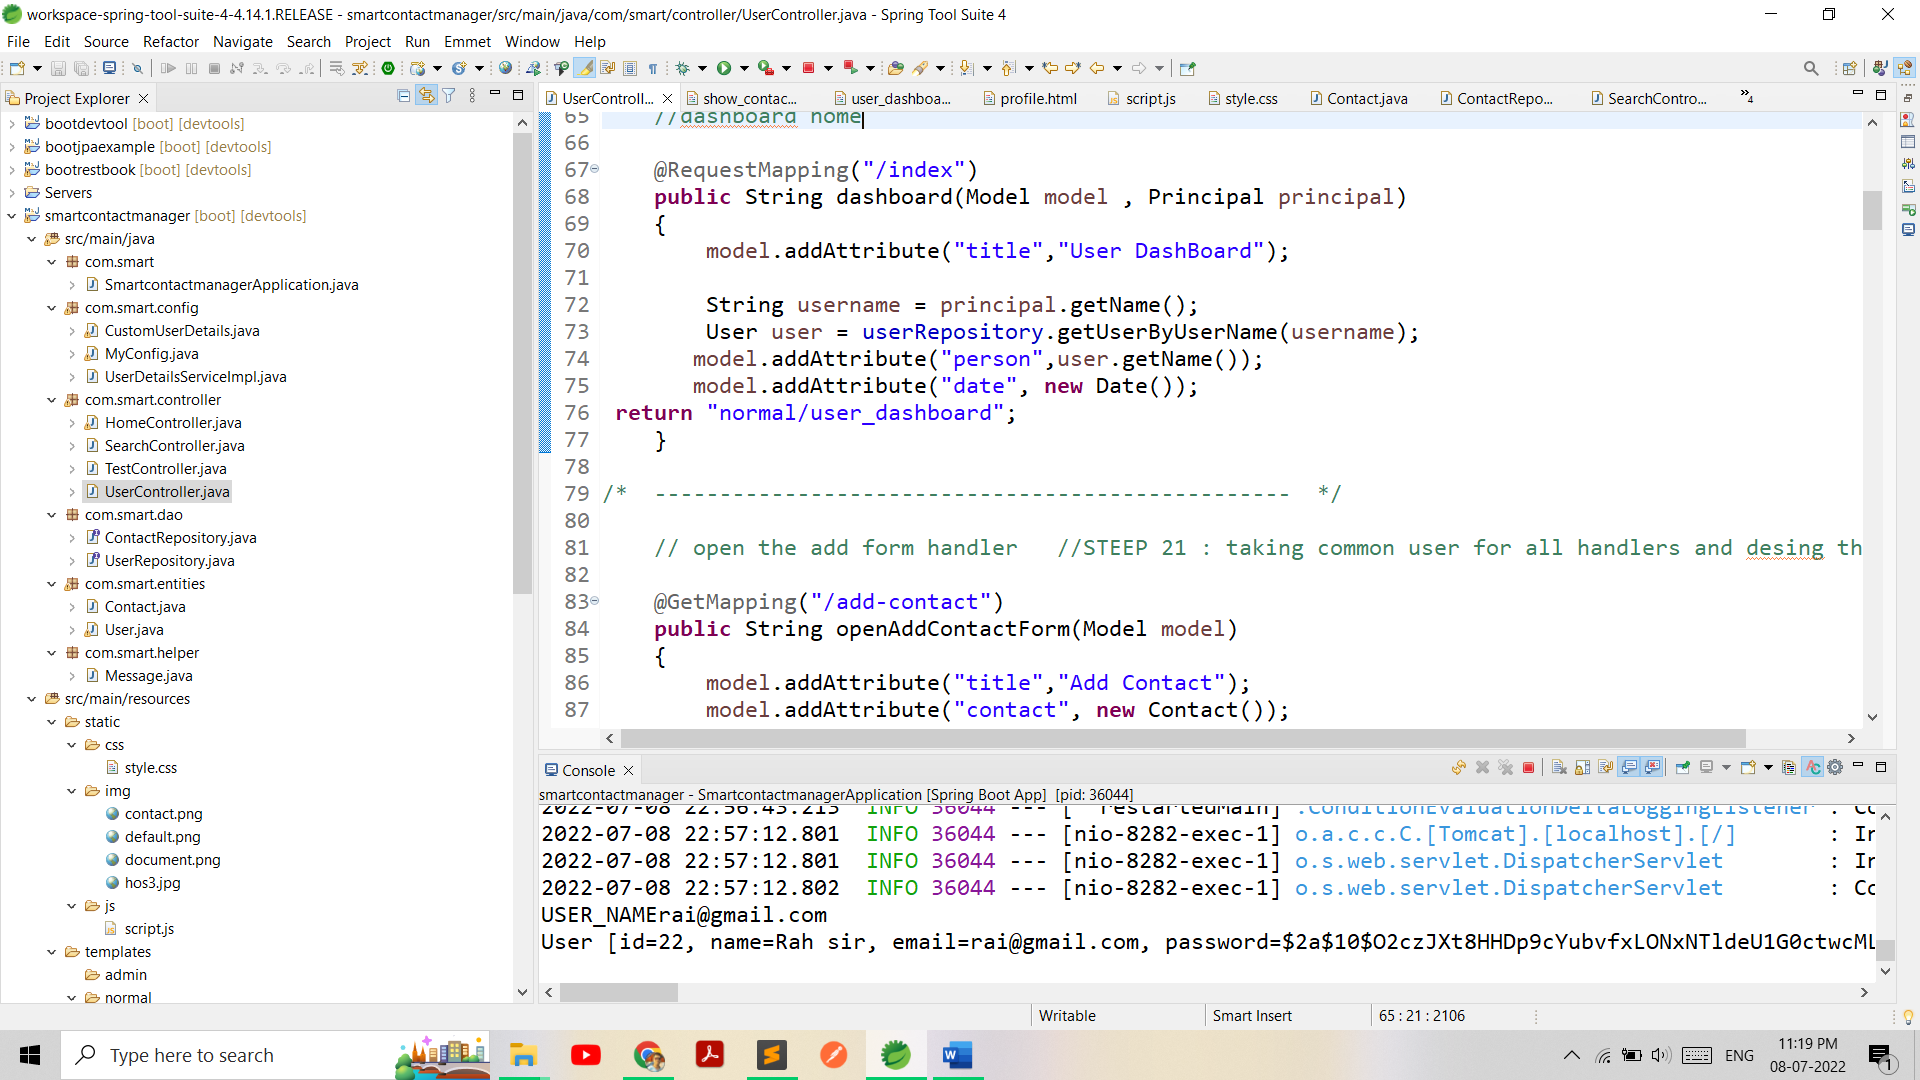 workspace-spring-tool-suite-4-4.14.1.RELEASE - smartcontactmanager/src/main/java/com/smart/controller/UserController.java - Spring Tool Suite 4
File Edit Source Refactor Navigate Search Project Run Emmet Window Help
Project Explorer
bootdevtool [boot] [devtools]
bootjpaexample [boot] [devtools]
bootrestbook [boot] [devtools]
Servers
smartcontactmanager [boot] [devtools]
src/main/java
com.smart
SmartcontactmanagerApplication.java
com.smart.config
CustomUserDetails.java
MyConfig.java
UserDetailsServiceImpl.java
com.smart.controller
HomeController.java
SearchController.java
TestController.java
UserController.java
com.smart.dao
ContactRepository.java
UserRepository.java
com.smart.entities
Contact.java
User.java
com.smart.helper
Message.java
src/main/resources
static
css
style.css
img
contact.png
default.png
document.png
hos3.jpg
js
script.js
templates
admin
normal
UserControll... show_contac... user_dashboa... profile.html script.js style.css Contact.java ContactRepo... SearchContro... »4
65 //dashboard home
66
67 @RequestMapping("/index")
68 public String dashboard(Model model , Principal principal)
69 {
70 model.addAttribute("title","User DashBoard");
71
72 String username = principal.getName();
73 User user = userRepository.getUserByUserName(username);
74 model.addAttribute("person",user.getName());
75 model.addAttribute("date", new Date());
76 return "normal/user_dashboard";
77 }
78
79 /* ------------------------------------------------- */
80
81 // open the add form handler //STEEP 21 : taking common user for all handlers and desing th
82
83 @GetMapping("/add-contact")
84 public String openAddContactForm(Model model)
85 {
86 model.addAttribute("title","Add Contact");
87 model.addAttribute("contact", new Contact());
Console
smartcontactmanager - SmartcontactmanagerApplication [Spring Boot App] [pid: 36044]
2022-07-08 22:56:43.213 INFO 36044 --- [ restartedMain] .ConditionEvaluationDeltaLoggingListener : Co
2022-07-08 22:57:12.801 INFO 36044 --- [nio-8282-exec-1] o.a.c.c.C.[Tomcat].[localhost].[/] : In
2022-07-08 22:57:12.801 INFO 36044 --- [nio-8282-exec-1] o.s.web.servlet.DispatcherServlet : In
2022-07-08 22:57:12.802 INFO 36044 --- [nio-8282-exec-1] o.s.web.servlet.DispatcherServlet : Co
USER_NAMErai@gmail.com
User [id=22, name=Rah sir, email=rai@gmail.com, password=$2a$10$O2czJXt8HHDp9cYubvfxLONxNTldeU1G0ctwcML
Writable Smart Insert 65 : 21 : 2106
Type here to search
ENG
11:19 PM
08-07-2022
1